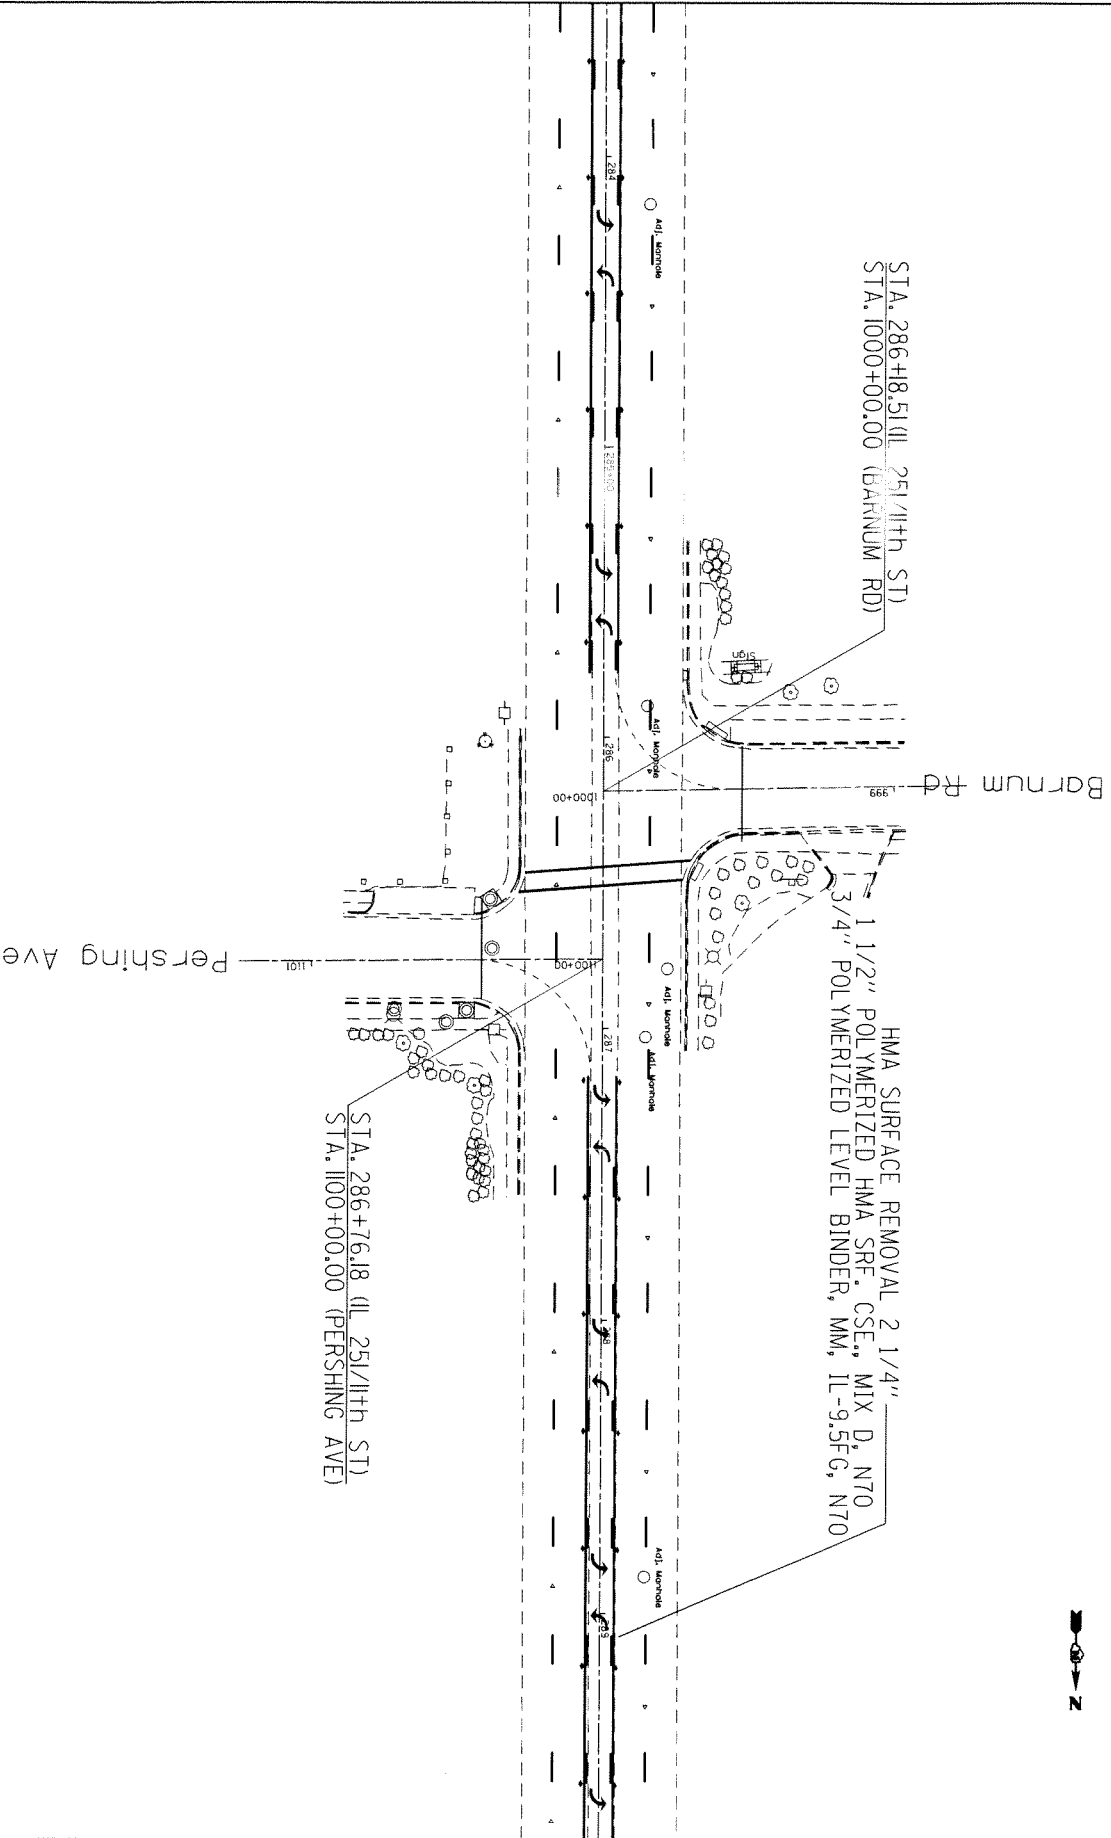 STA. 286+18.51 (IL 251/11th ST)
STA. 1000+00.00 (BARNUM RD)
Barnum Rd
999
Sign
284
Adj. Manhole
285+00
Adj. Manhole
286
1000+00
HMA SURFACE REMOVAL 2 1/4"
1 1/2" POLYMERIZED HMA SRF. CSE., MIX D, N70
3/4" POLYMERIZED LEVEL BINDER, MM, IL-9.5FG, N70
Adj. Manhole
Adj. Manhole
287
1100+00
1101
Pershing Ave
STA. 286+76.18 (IL 251/11th ST)
STA. 1100+00.00 (PERSHING AVE)
288
Adj. Manhole
289
N